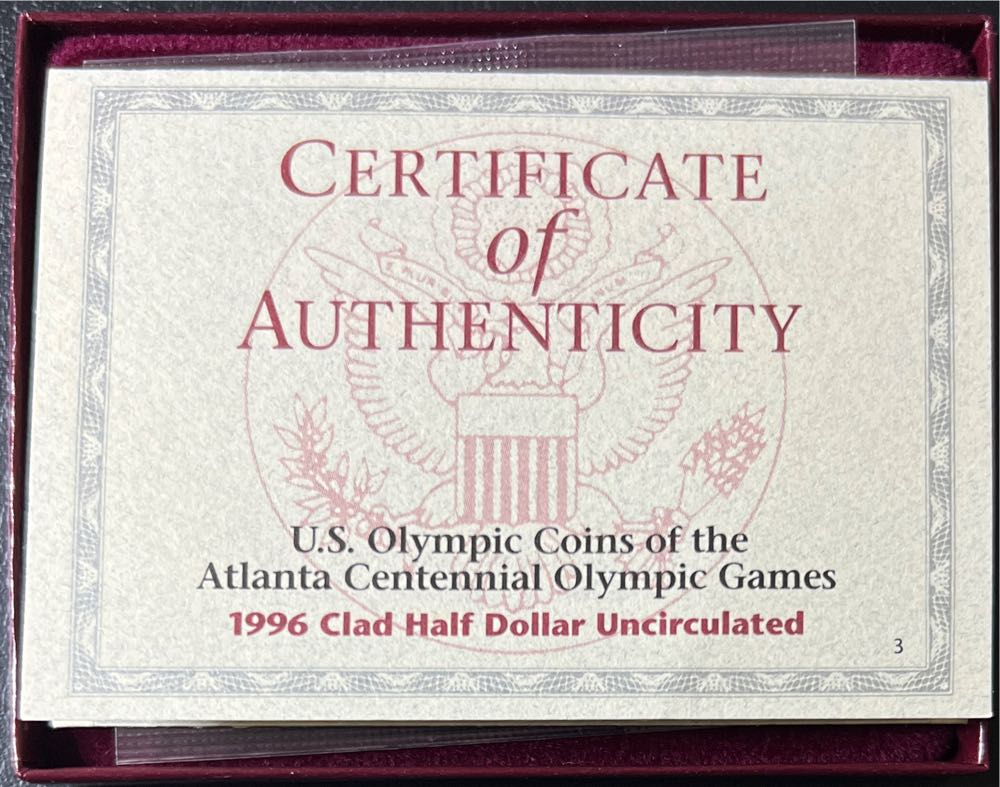 CERTIFICATE
of
AUTHENTICITY
U.S. Olympic Coins of the
Atlanta Centennial Olympic Games
1996 Clad Half Dollar Uncirculated
3